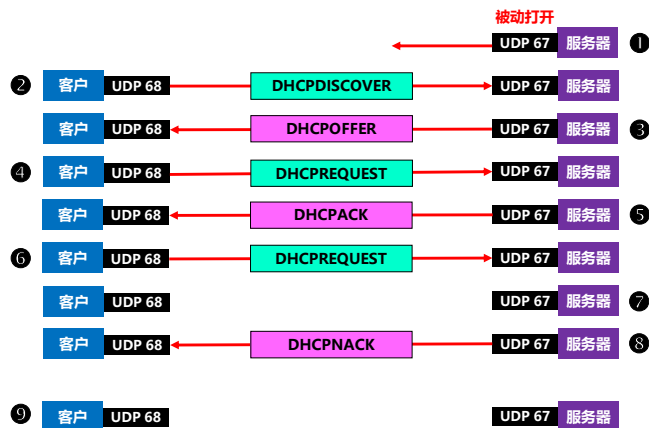 被动打开
UDP 67 服务器 ❶
❷ 客户 UDP 68 DHCPDISCOVER UDP 67 服务器
客户 UDP 68 DHCPOFFER UDP 67 服务器 ❸
❹ 客户 UDP 68 DHCPREQUEST UDP 67 服务器
客户 UDP 68 DHCPACK UDP 67 服务器 ❺
❻ 客户 UDP 68 DHCPREQUEST UDP 67 服务器
客户 UDP 68 UDP 67 服务器 ❼
客户 UDP 68 DHCPNACK UDP 67 服务器 ❽
❾ 客户 UDP 68 UDP 67 服务器